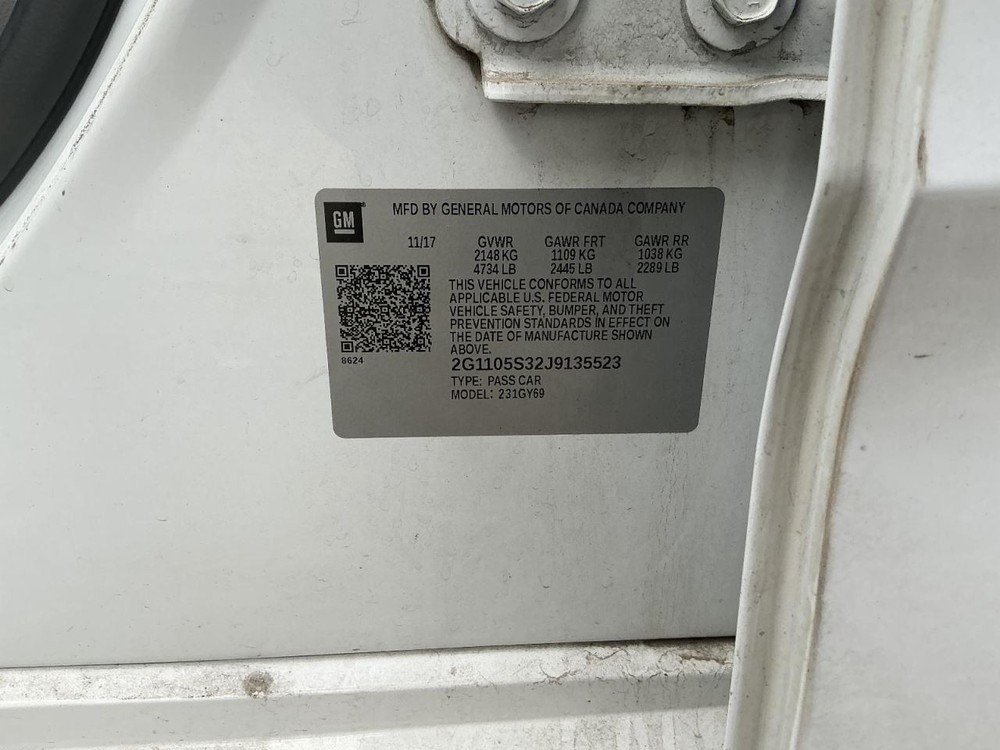 GM
MFD BY GENERAL MOTORS OF CANADA COMPANY
11/17 GVWR GAWR FRT GAWR RR
2148 KG 1109 KG 1038 KG
4734 LB 2445 LB 2289 LB
THIS VEHICLE CONFORMS TO ALL
APPLICABLE U.S. FEDERAL MOTOR
VEHICLE SAFETY, BUMPER, AND THEFT
PREVENTION STANDARDS IN EFFECT ON
THE DATE OF MANUFACTURE SHOWN
ABOVE.
8624
2G1105S32J9135523
TYPE: PASS CAR
MODEL: 231GY69